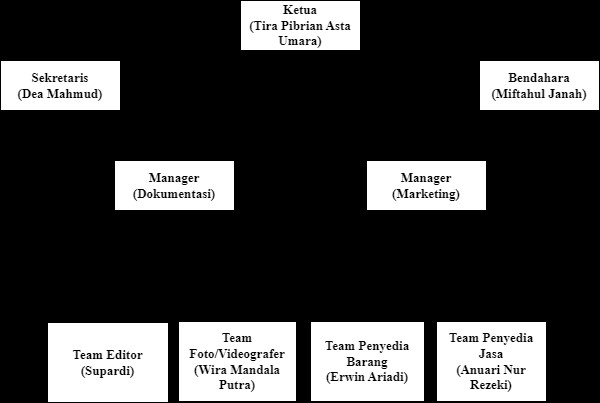 Ketua
(Tira Pibrian Asta
Umara)
Sekretaris
(Dea Mahmud)
Bendahara
(Miftahul Janah)
Manager
(Dokumentasi)
Manager
(Marketing)
Team Editor
(Supardi)
Team
Foto/Videografer
(Wira Mandala
Putra)
Team Penyedia
Barang
(Erwin Ariadi)
Team Penyedia
Jasa
(Anuari Nur
Rezeki)